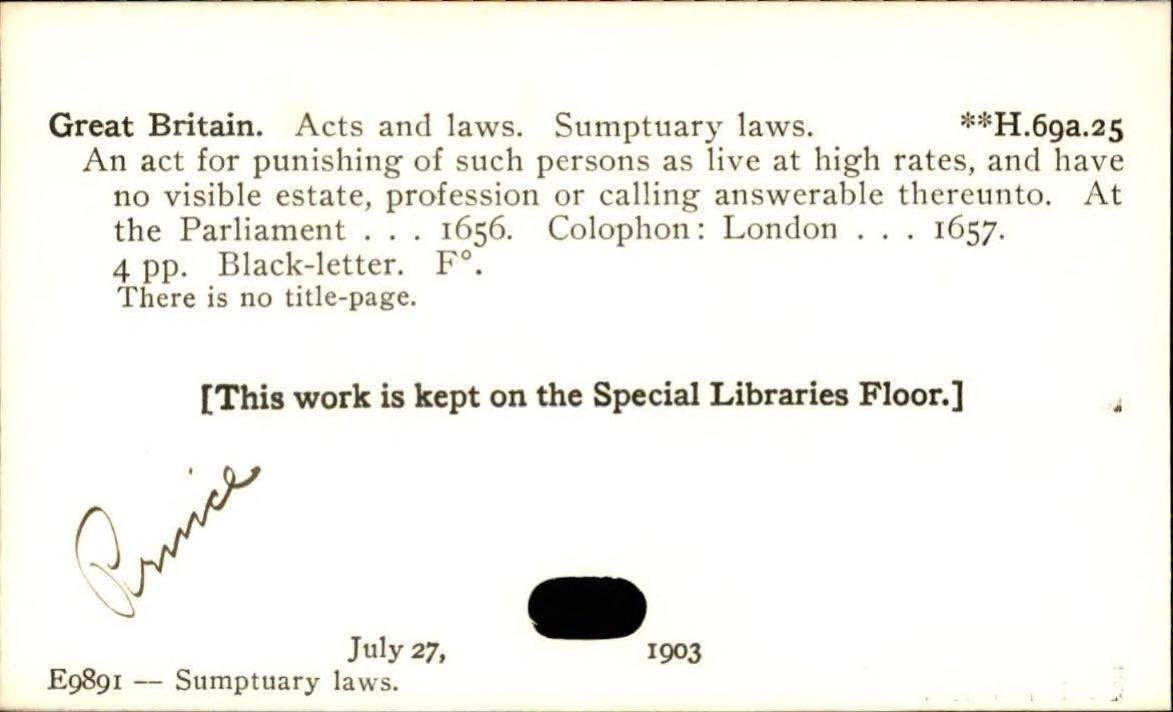 Great Britain. Acts and laws. Sumptuary laws. **H.69a.25
An act for punishing of such persons as live at high rates, and have
no visible estate, profession or calling answerable thereunto. At
the Parliament . . . 1656. Colophon: London . . . 1657.
4 pp. Black-letter. F°.
There is no title-page.
[This work is kept on the Special Libraries Floor.]
Prince
July 27, 1903
E9891 — Sumptuary laws.